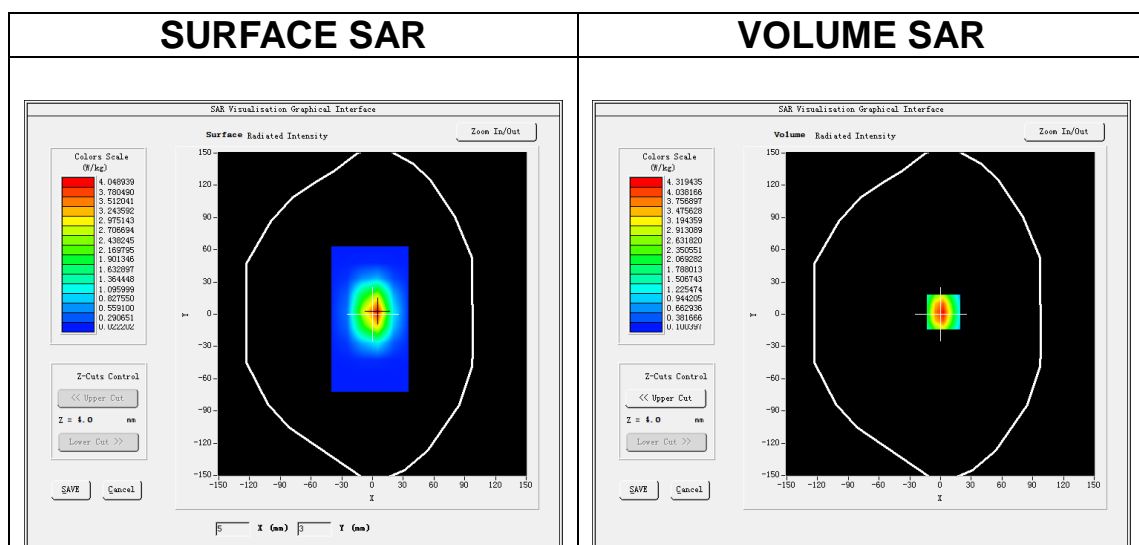 SURFACE SAR
VOLUME SAR
SAR Visualisation Graphical Interface
Surface Radiated Intensity
Zoom In/Out
Colors Scale
(W/kg)
4.048939
3.780490
3.512041
3.243592
2.975143
2.706694
2.438245
2.169795
1.901346
1.632897
1.364448
1.095999
0.827550
0.559100
0.290651
0.022202
Z-Cuts Control
<< Upper Cut
Z = 4.0 mm
Lower Cut >>
SAVE Cancel
150
120
90
60
30
0
-30
-60
-90
-120
-150
Y
-150 -120 -90 -60 -30 0 30 60 90 120 150
X
5 X (mm) 3 Y (mm)
SAR Visualisation Graphical Interface
Volume Radiated Intensity
Zoom In/Out
Colors Scale
(W/kg)
4.319435
4.038166
3.756897
3.475628
3.194359
2.913089
2.631820
2.350551
2.069282
1.788013
1.506743
1.225474
0.944205
0.662936
0.381666
0.100397
Z-Cuts Control
<< Upper Cut
Z = 4.0 mm
Lower Cut >>
SAVE Cancel
150
120
90
60
30
0
-30
-60
-90
-120
-150
Y
-150 -120 -90 -60 -30 0 30 60 90 120 150
X